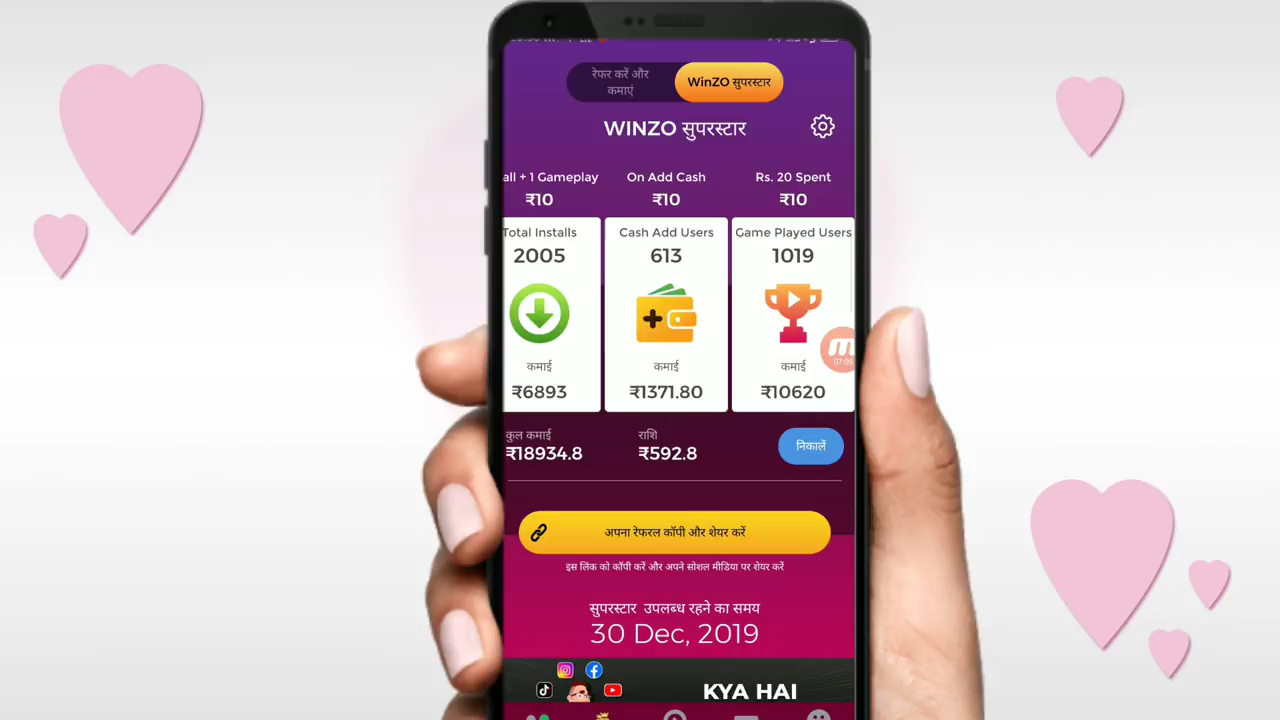 रेफर करें और
कमाएं
WinZO सुपरस्टार
WINZO सुपरस्टार
all + 1 Gameplay
On Add Cash
Rs. 20 Spent
₹10
₹10
₹10
Total Installs
Cash Add Users
Game Played Users
2005
613
1019
07:09
कमाई
कमाई
कमाई
₹6893
₹1371.80
₹10620
कुल कमाई
राशि
₹18934.8
₹592.8
निकालें
अपना रेफरल कॉपी और शेयर करें
इस लिंक को कॉपी करें और अपने सोशल मीडिया पर शेयर करें
सुपरस्टार उपलब्ध रहने का समय
30 Dec, 2019
KYA HAI